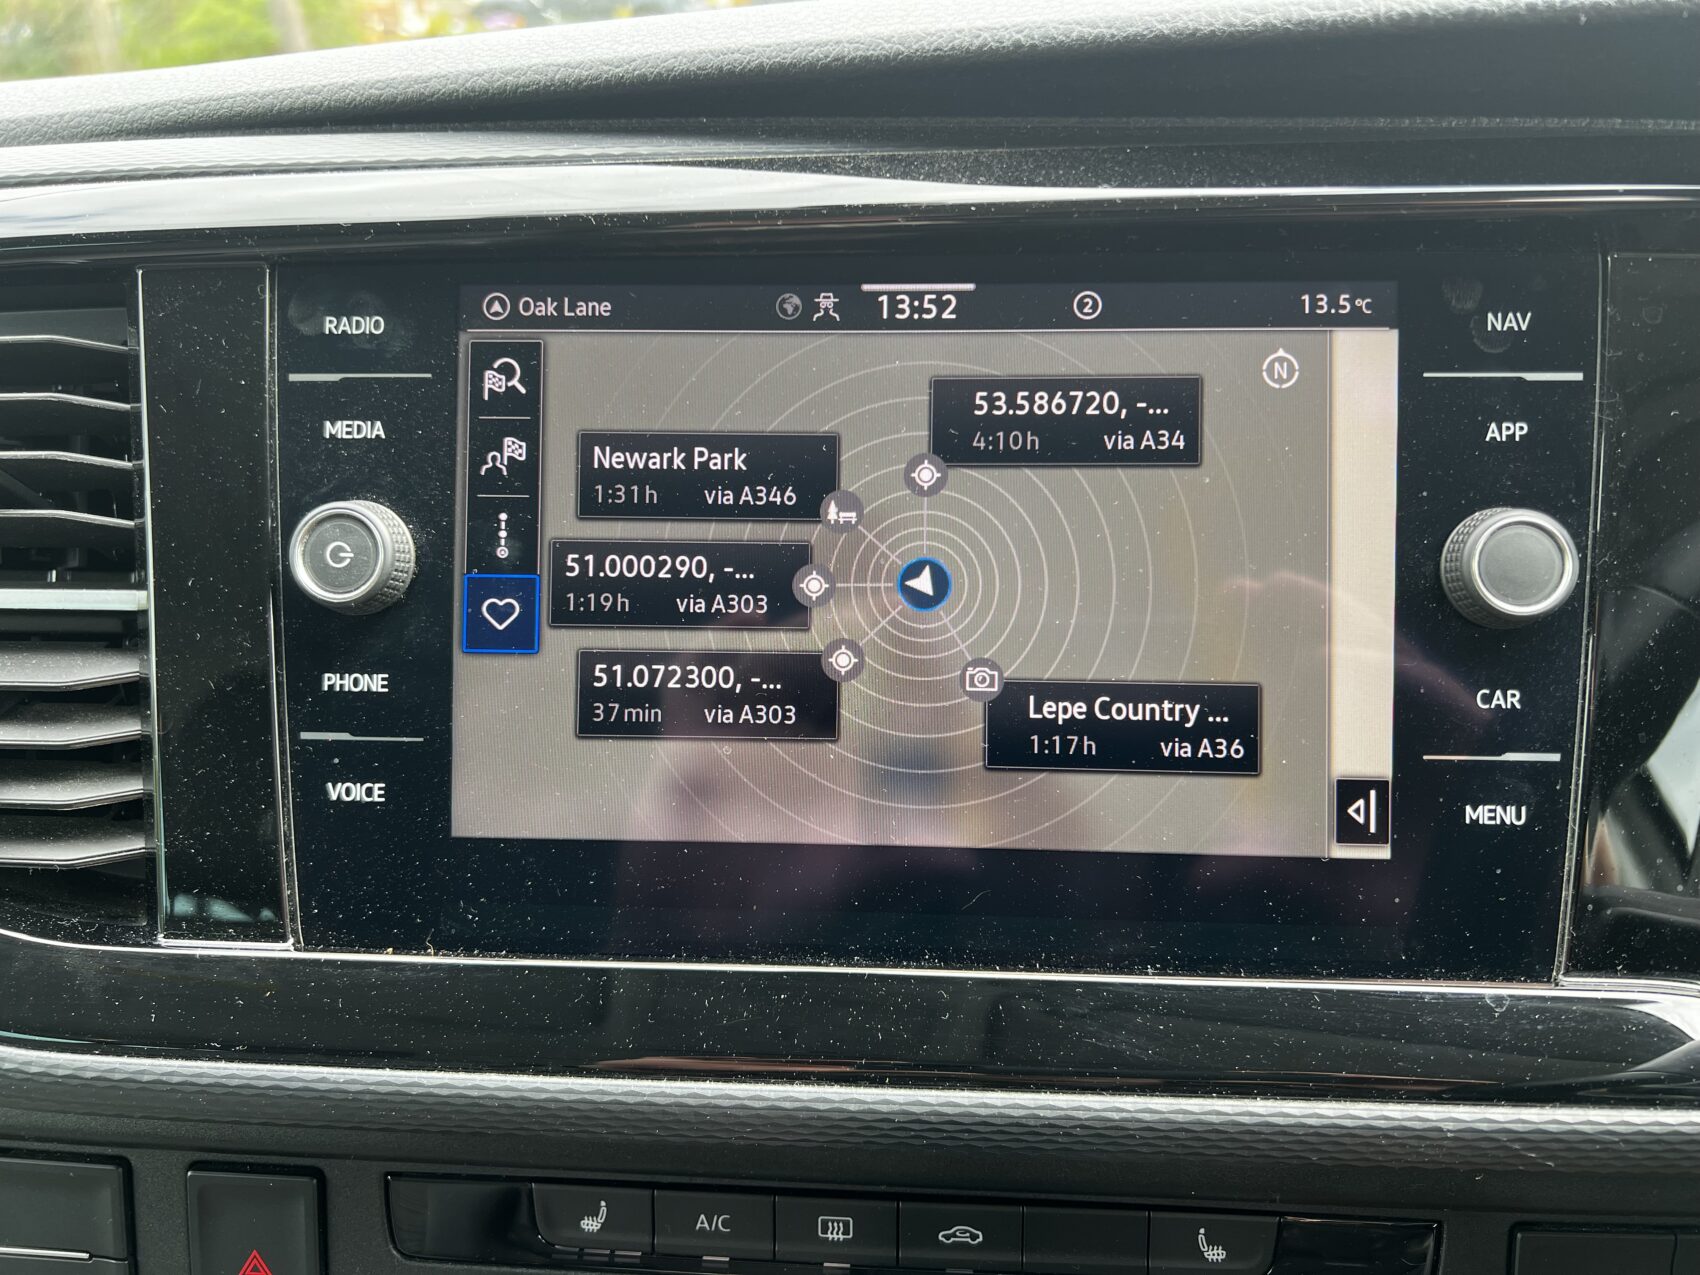 Oak Lane
13:52
2
13.5°C
RADIO
MEDIA
PHONE
VOICE
N
53.586720, -...
4:10h via A34
Newark Park
1:31h via A346
51.000290, -...
1:19h via A303
51.072300, -...
37min via A303
Lepe Country ...
1:17h via A36
NAV
APP
CAR
MENU
A/C